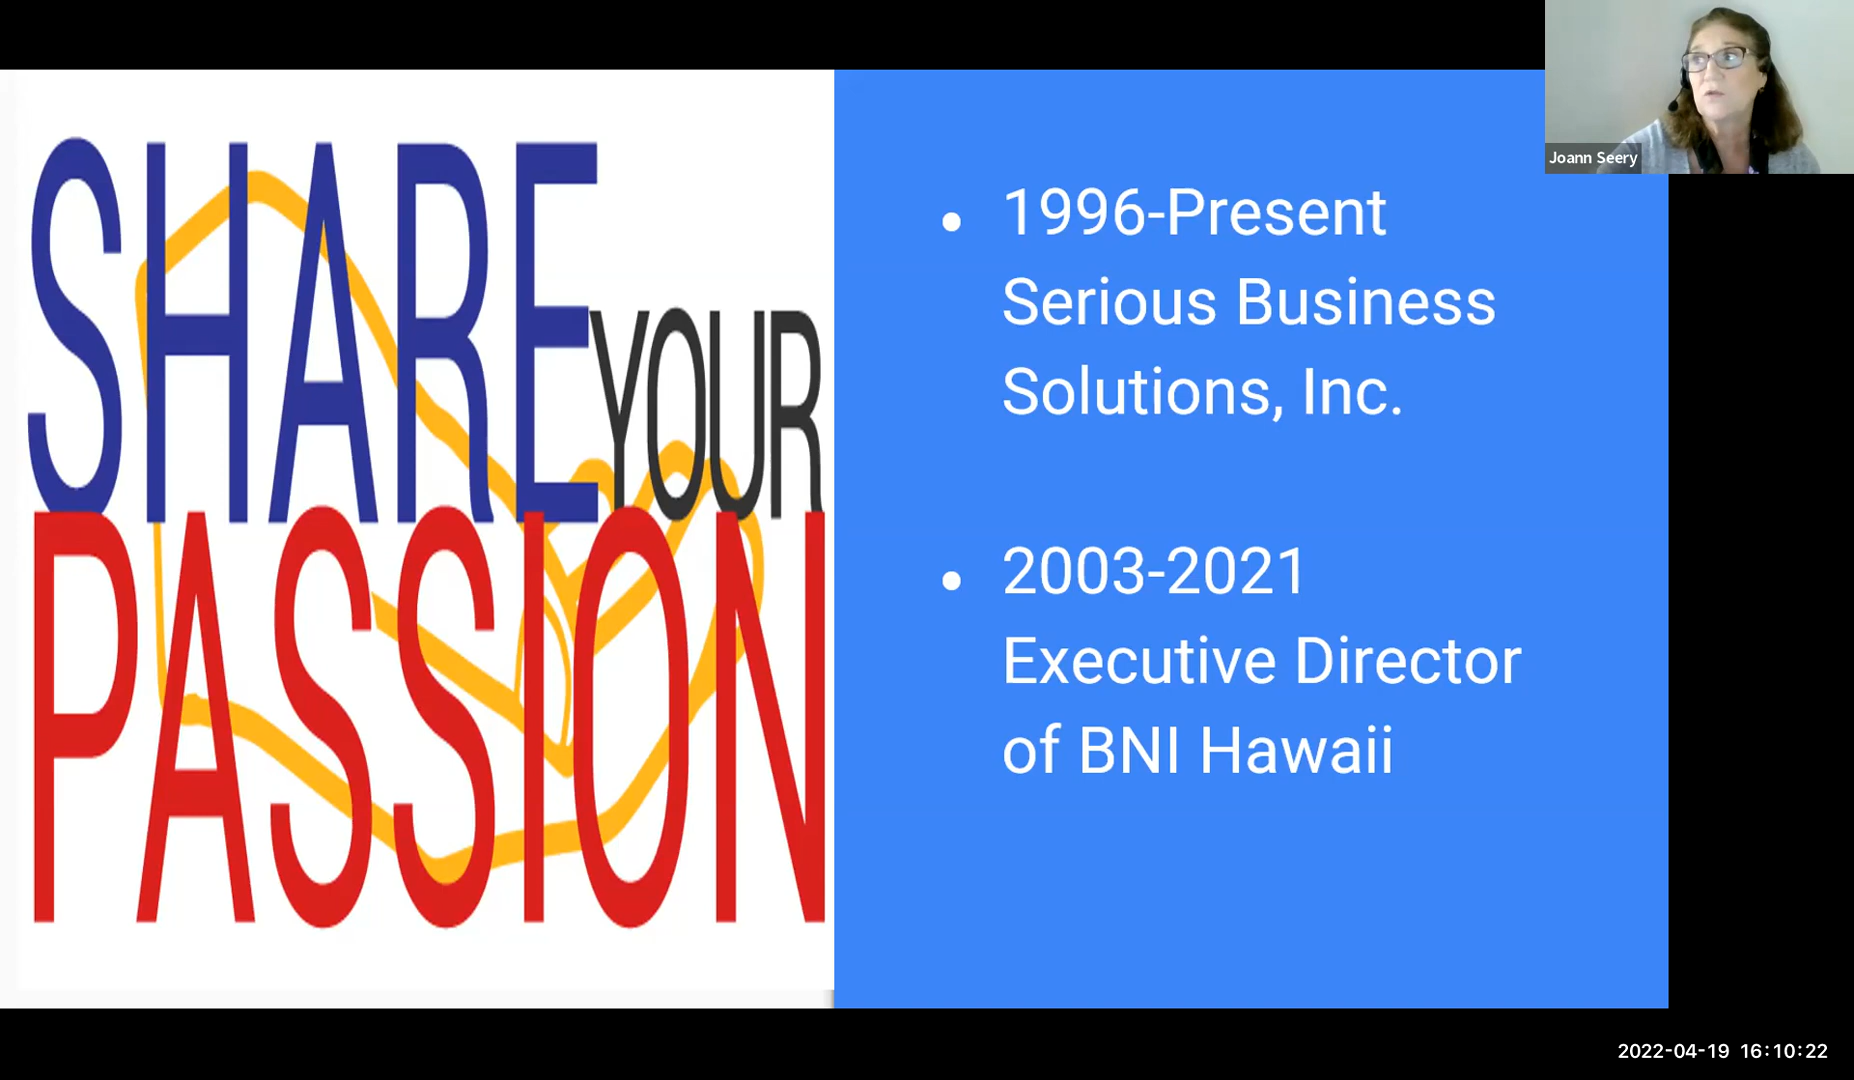 SHARE
YOUR
PASSION
• 1996-Present
Serious Business
Solutions, Inc.
• 2003-2021
Executive Director
of BNI Hawaii
Joann Seery
2022-04-19 16:10:22